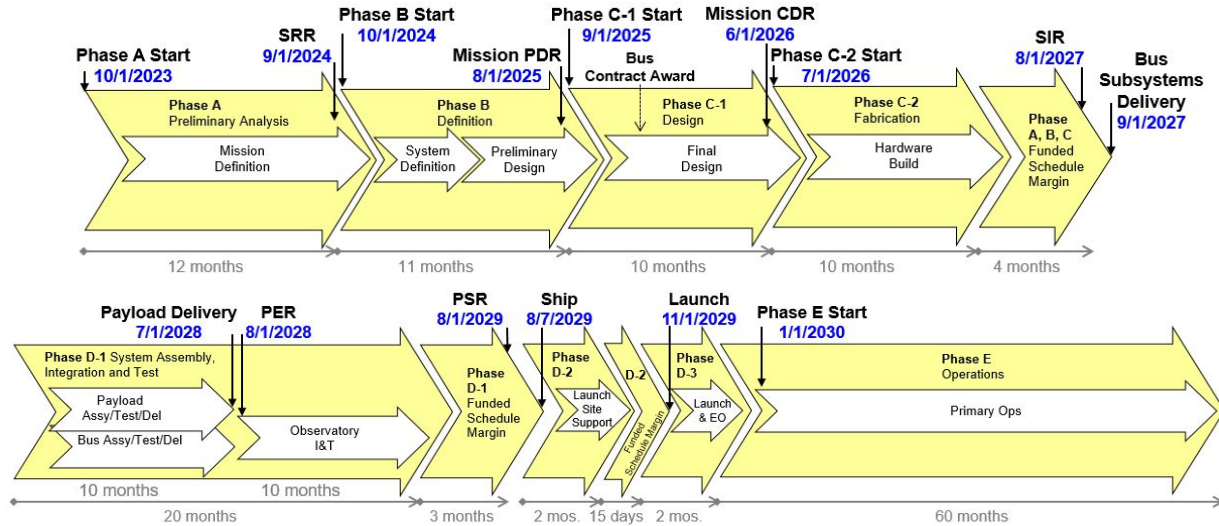 Phase A Start
10/1/2023
SRR
9/1/2024
Phase B Start
10/1/2024
Mission PDR
8/1/2025
Phase C-1 Start
9/1/2025
Bus
Contract Award
Mission CDR
6/1/2026
Phase C-2 Start
7/1/2026
SIR
8/1/2027
Bus
Subsystems
Delivery
9/1/2027
Phase A
Preliminary Analysis
Mission
Definition
Phase B
Definition
System
Definition
Preliminary
Design
Phase C-1
Design
Final
Design
Phase C-2
Fabrication
Hardware
Build
Phase
A, B, C
Funded
Schedule
Margin
12 months
11 months
10 months
10 months
4 months
Payload Delivery
7/1/2028
PER
8/1/2028
PSR
8/1/2029
Ship
8/7/2029
Launch
11/1/2029
Phase E Start
1/1/2030
Phase D-1 System Assembly,
Integration and Test
Payload
Assy/Test/Del
Bus Assy/Test/Del
Observatory
I&T
Phase
D-1
Funded
Schedule
Margin
Phase
D-2
Launch
Site
Support
D-2
Funded
Schedule Margin
Phase
D-3
Launch
& EO
Phase E
Operations
Primary Ops
10 months
10 months
20 months
3 months
2 mos.
15 days
2 mos.
60 months